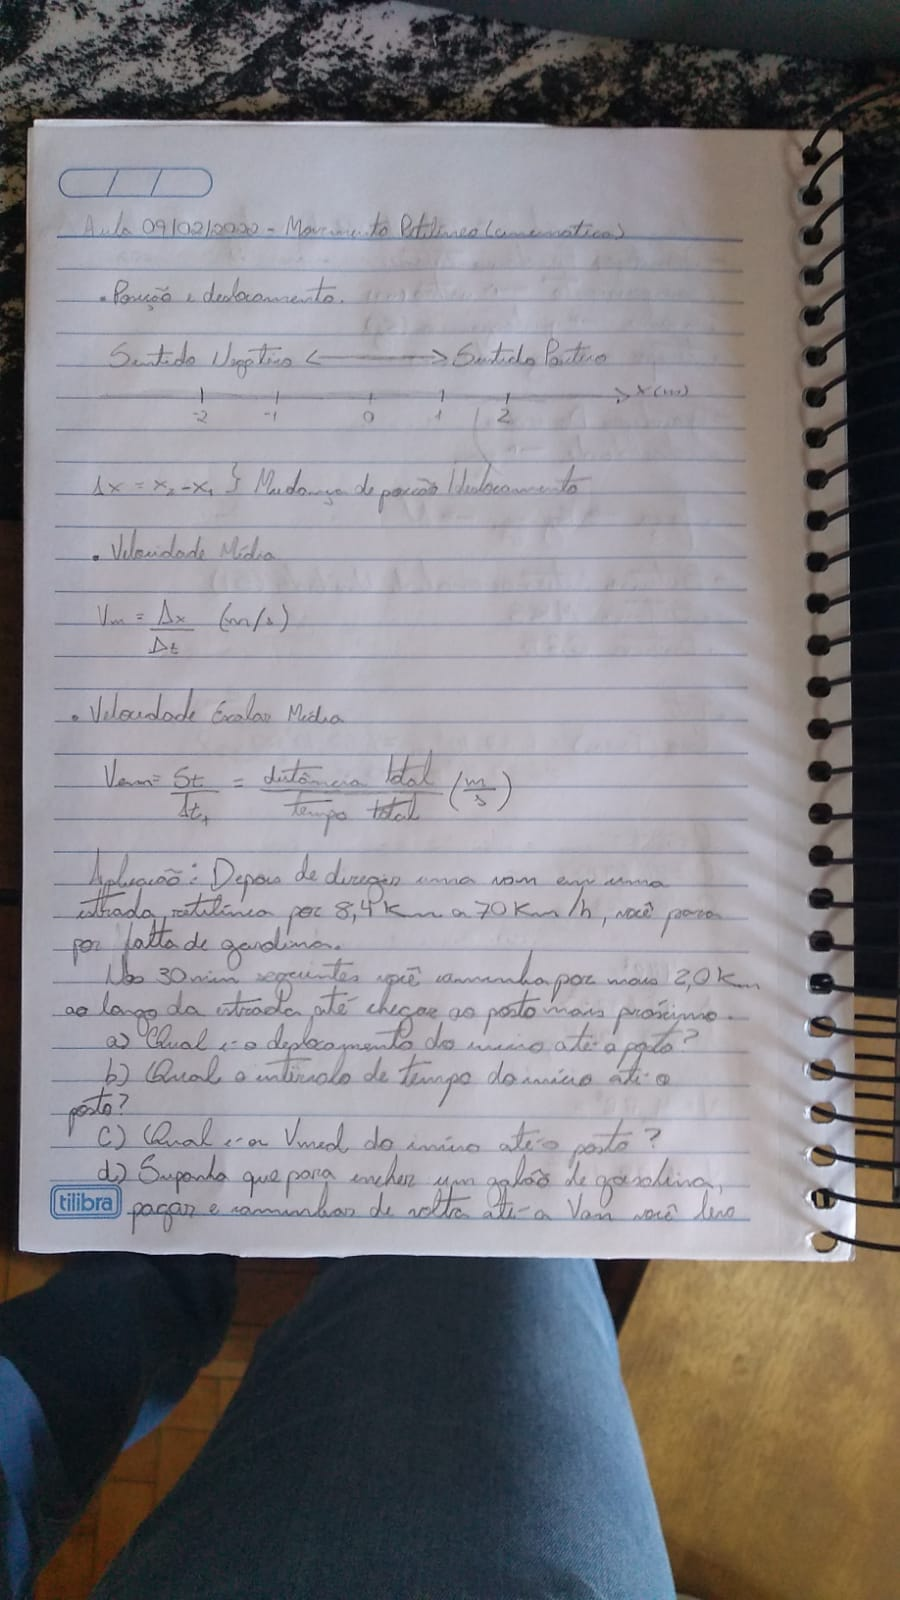 Aula 09/02/2022 - Movimento Retilíneo (cinemática)
• Posição e deslocamento.
Sentido Negativo <——> Sentido Positivo
-2 -1 0 1 2 x(m)
Δx = x₂ - x₁ } Mudança de posição / deslocamento
• Velocidade Média
Vm = Δx/Δt (m/s)
• Velocidade Escalar Média
Vem = St/Δt = distância total/tempo total (m/s)
Aplicação: Depois de dirigir uma van em uma
estrada retilínea por 8,4 Km a 70 Km/h, você para
por falta de gasolina.
Nos 30 min seguintes você caminha por mais 2,0 Km
ao longo da estrada até chegar ao posto mais próximo.
a) Qual é o deslocamento do início até o posto?
b) Qual o intervalo de tempo do início até o
posto?
c) Qual é a Vmed do início até o posto?
d) Suponha que para encher um galão de gasolina,
tilibra pagar e caminhar de volta até a Van você leva